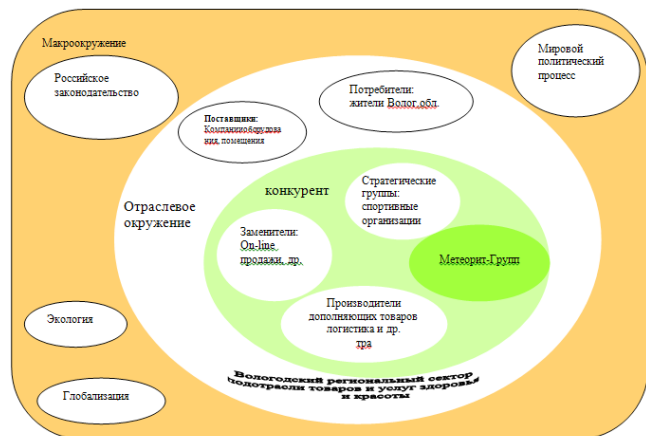 Макроокружение
Мировой
политический
процесс
Российское
законодательство
Потребители:
жители Волог.обл.
Поставщики:
Компанииоборудова
ния, помещения
Стратегические
группы:
спортивные
организации
конкурент
Отраслевое
окружение
Заменители:
On-line
продажи, др.
Метеорит-Групп
Производители
дополняющих товаров
логистика и др.
тра
Экология
Вологодский региональный сектор
подотрасли товаров и услуг здоровья
и красоты
Глобализация